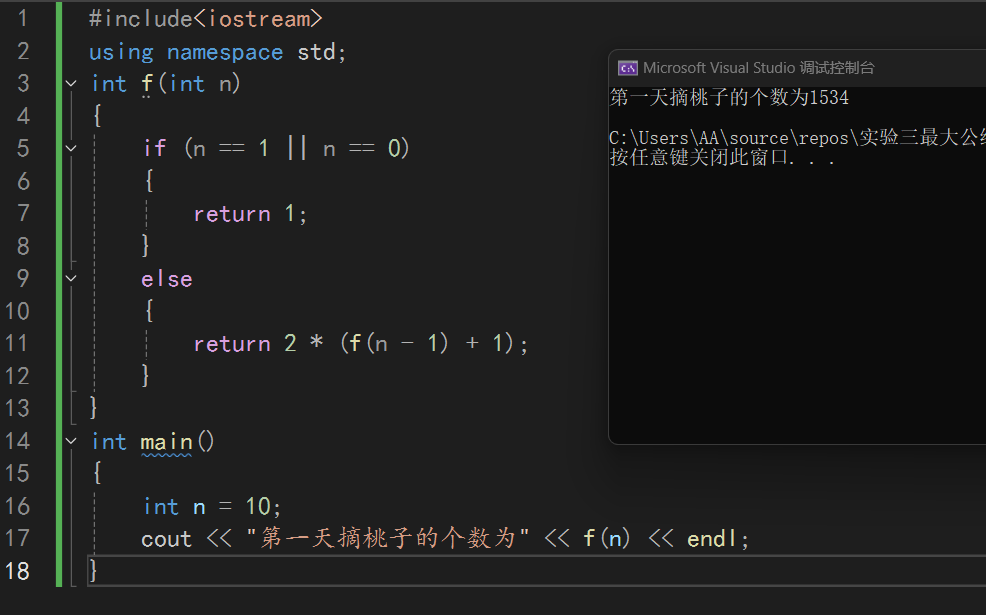 1 #include<iostream>
2 using namespace std;
3 int f(int n)
4 {
5 if (n == 1 || n == 0)
6 {
7 return 1;
8 }
9 else
10 {
11 return 2 * (f(n - 1) + 1);
12 }
13 }
14 int main()
15 {
16 int n = 10;
17 cout << "第一天摘桃子的个数为" << f(n) << endl;
18 }
Microsoft Visual Studio 调试控制台
第一天摘桃子的个数为1534
C:\Users\AA\source\repos\实验三最大公
按任意键关闭此窗口. . .